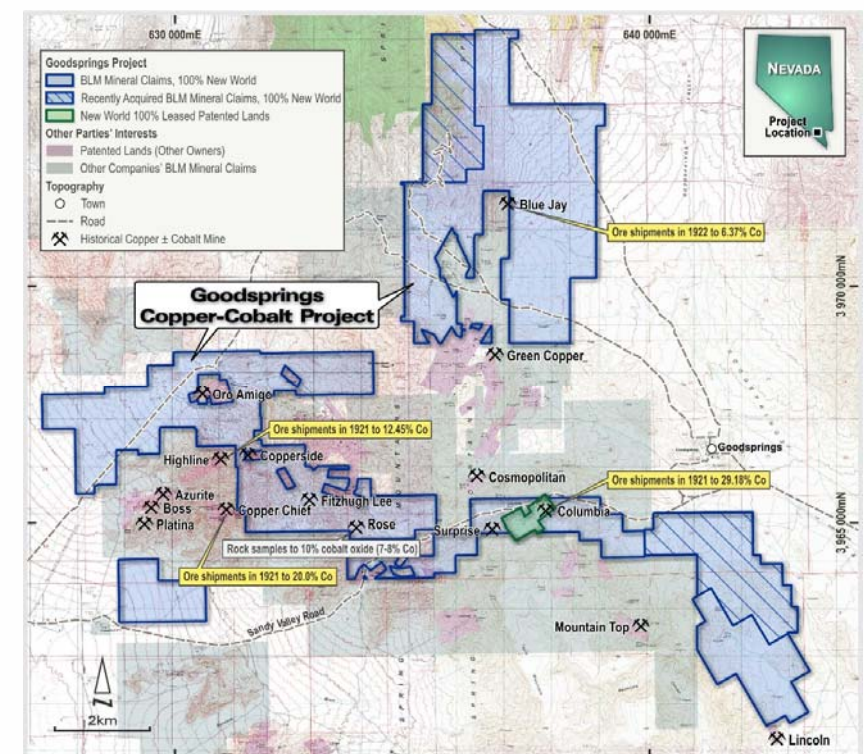 630 000mE
640 000mE
Goodsprings Project
BLM Mineral Claims, 100% New World
Recently Acquired BLM Mineral Claims, 100% New World
New World 100% Leased Patented Lands
Other Parties' Interests
Patented Lands (Other Owners)
Other Companies' BLM Mineral Claims
Topography
Town
Road
Historical Copper ± Cobalt Mine
NEVADA
Project
Location
Blue Jay
Ore shipments in 1922 to 6.37% Co
3 970 000mN
Goodsprings
Copper-Cobalt Project
Green Copper
Oro Amigo
Ore shipments in 1921 to 12.45% Co
Highline
Copperside
Goodsprings
Cosmopolitan
Ore shipments in 1921 to 29.18% Co
Azurite
Boss
Platina
Copper Chief
Fitzhugh Lee
Rose
Surprise
Columbia
3 965 000mN
Rock samples to 10% cobalt oxide (7-8% Co)
Ore shipments in 1921 to 20.0% Co
Sandy Valley Road
Mountain Top
N
2km
Lincoln
SPRING
SPRING
MOUNTAINS